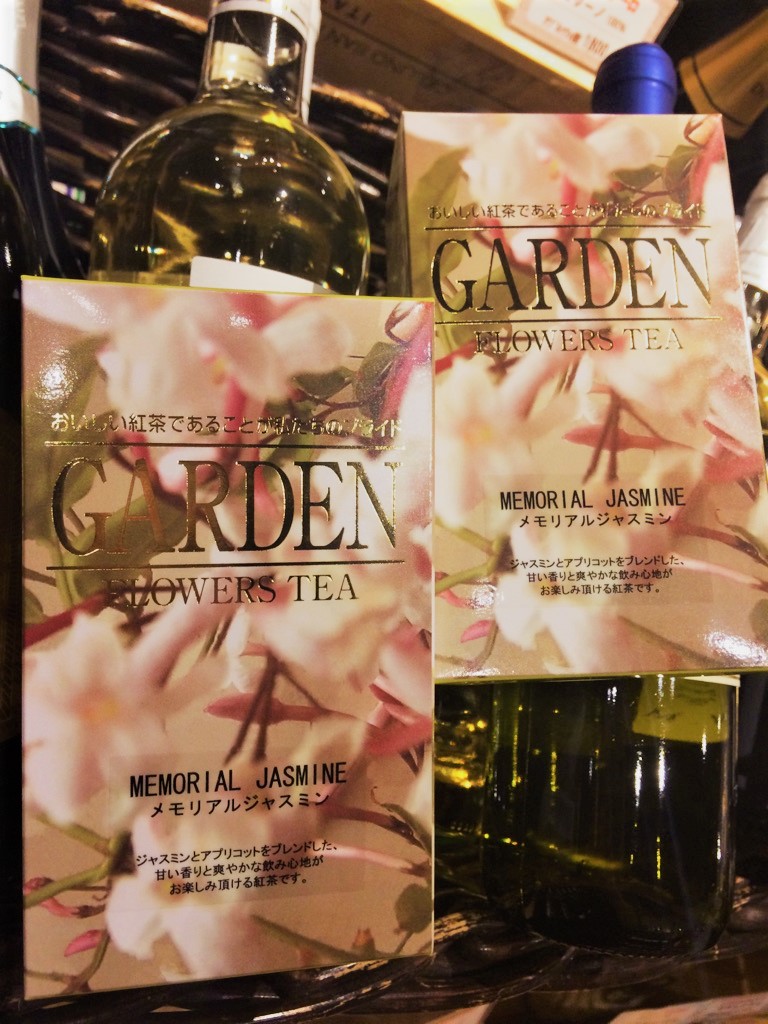 おいしい紅茶であることが私たちのプライド
GARDEN
FLOWERS TEA
MEMORIAL JASMINE
メモリアルジャスミン
ジャスミンとアプリコットをブレンドした、
甘い香りと爽やかな飲み心地が
お楽しみ頂ける紅茶です。
おいしい紅茶であることが私たちのプライド
GARDEN
FLOWERS TEA
MEMORIAL JASMINE
メモリアルジャスミン
ジャスミンとアプリコットをブレンドした、
甘い香りと爽やかな飲み心地が
お楽しみ頂ける紅茶です。